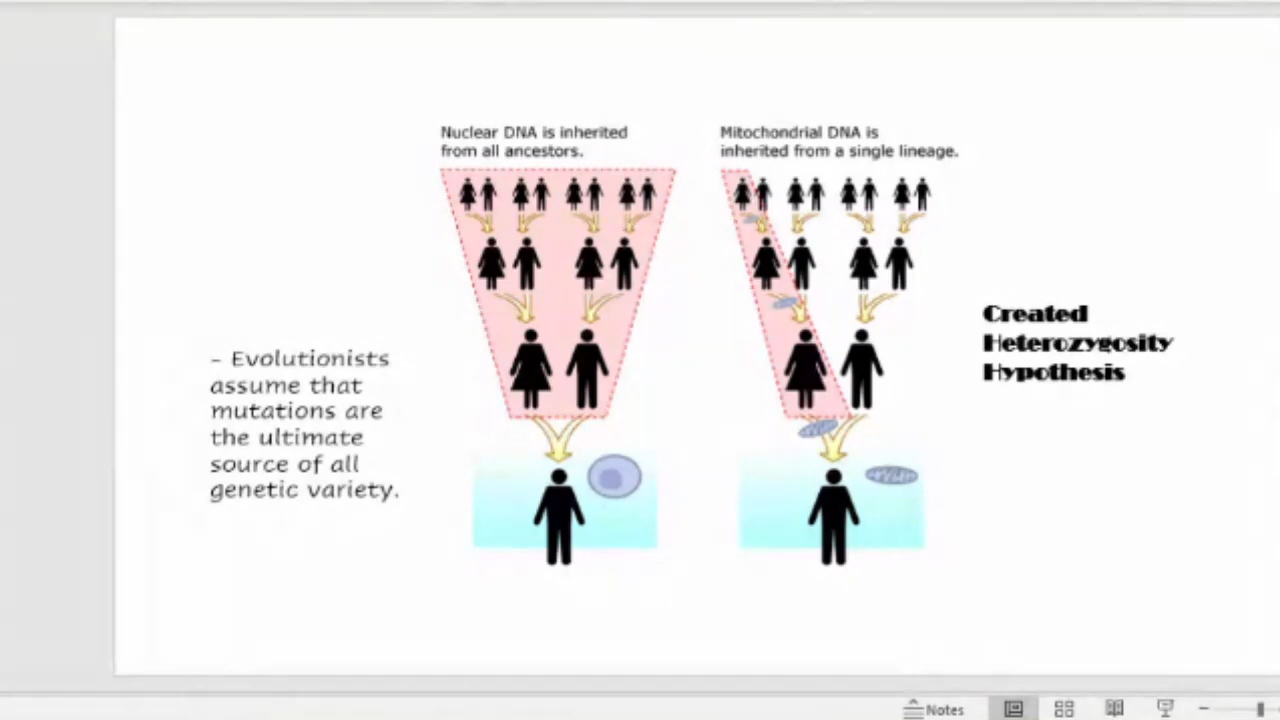 Nuclear DNA is inherited
from all ancestors.
Mitochondrial DNA is
inherited from a single lineage.
- Evolutionists
assume that
mutations are
the ultimate
source of all
genetic variety.
Created
Heterozygosity
Hypothesis
Notes